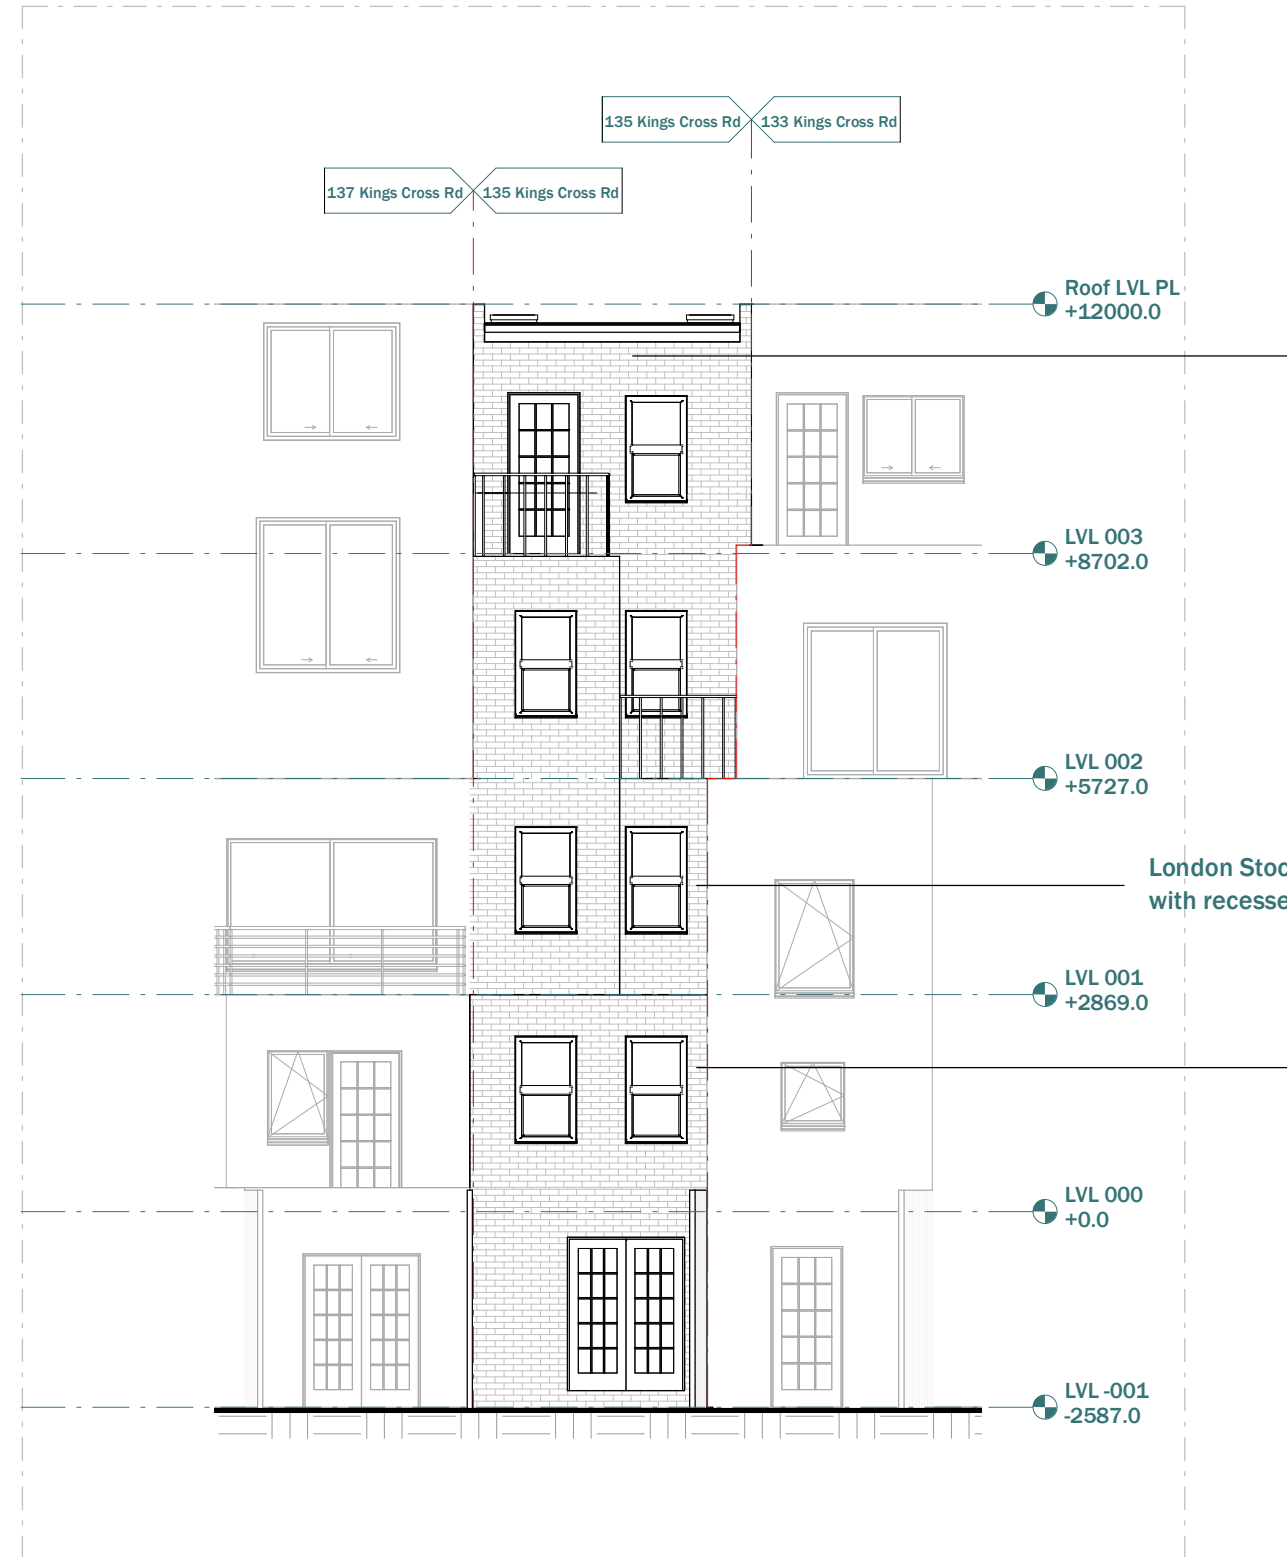 135 Kings Cross Rd
133 Kings Cross Rd
137 Kings Cross Rd
135 Kings Cross Rd
Roof LVL PL
+12000.0
LVL 003
+8702.0
LVL 002
+5727.0
London Stoc
with recesse
LVL 001
+2869.0
LVL 000
+0.0
LVL -001
-2587.0